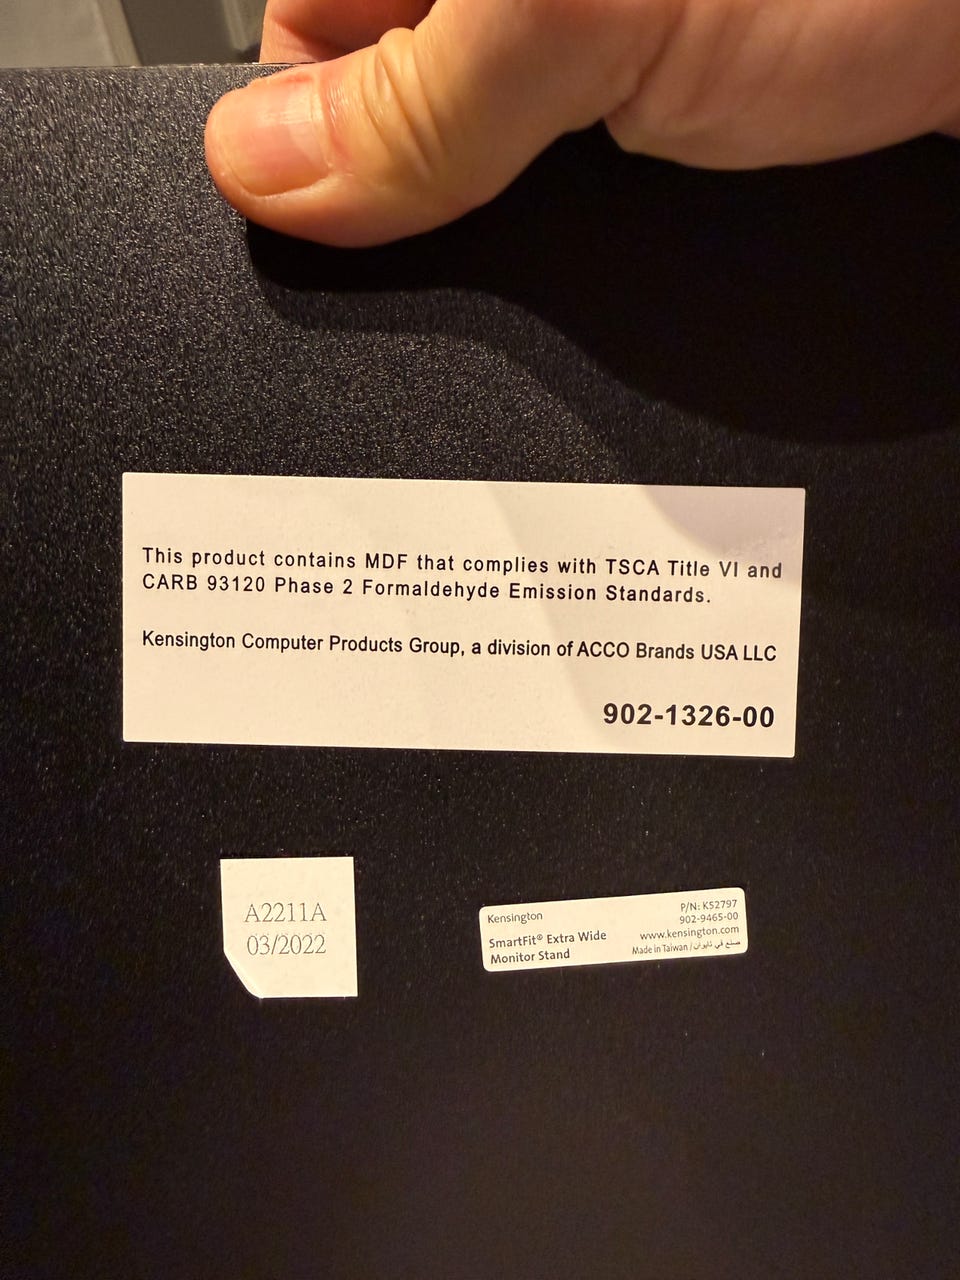 This product contains MDF that complies with TSCA Title VI and
CARB 93120 Phase 2 Formaldehyde Emission Standards.
Kensington Computer Products Group, a division of ACCO Brands USA LLC
902-1326-00
A2211A
03/2022
Kensington
SmartFit® Extra Wide
Monitor Stand
P/N: K52797
902-9465-00
www.kensington.com
Made in Taiwan / صنع في تايوان